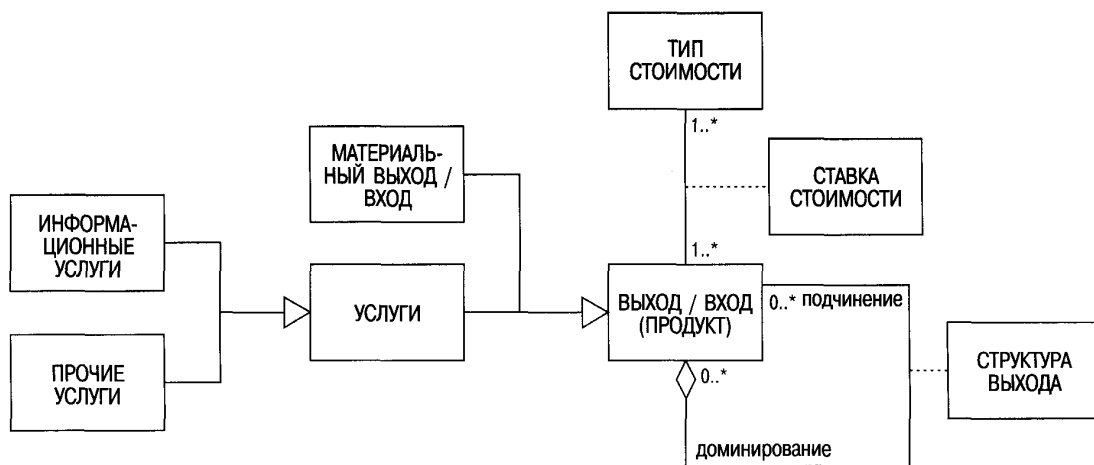 ТИП
СТОИМОСТИ
1..*
МАТЕРИАЛЬ-
НЫЙ ВЫХОД /
ВХОД
СТАВКА
СТОИМОСТИ
ИНФОРМА-
ЦИОННЫЕ
УСЛУГИ
1..*
УСЛУГИ
ВЫХОД / ВХОД
(ПРОДУКТ)
0..* подчинение
ПРОЧИЕ
УСЛУГИ
0..*
СТРУКТУРА
ВЫХОДА
доминирование